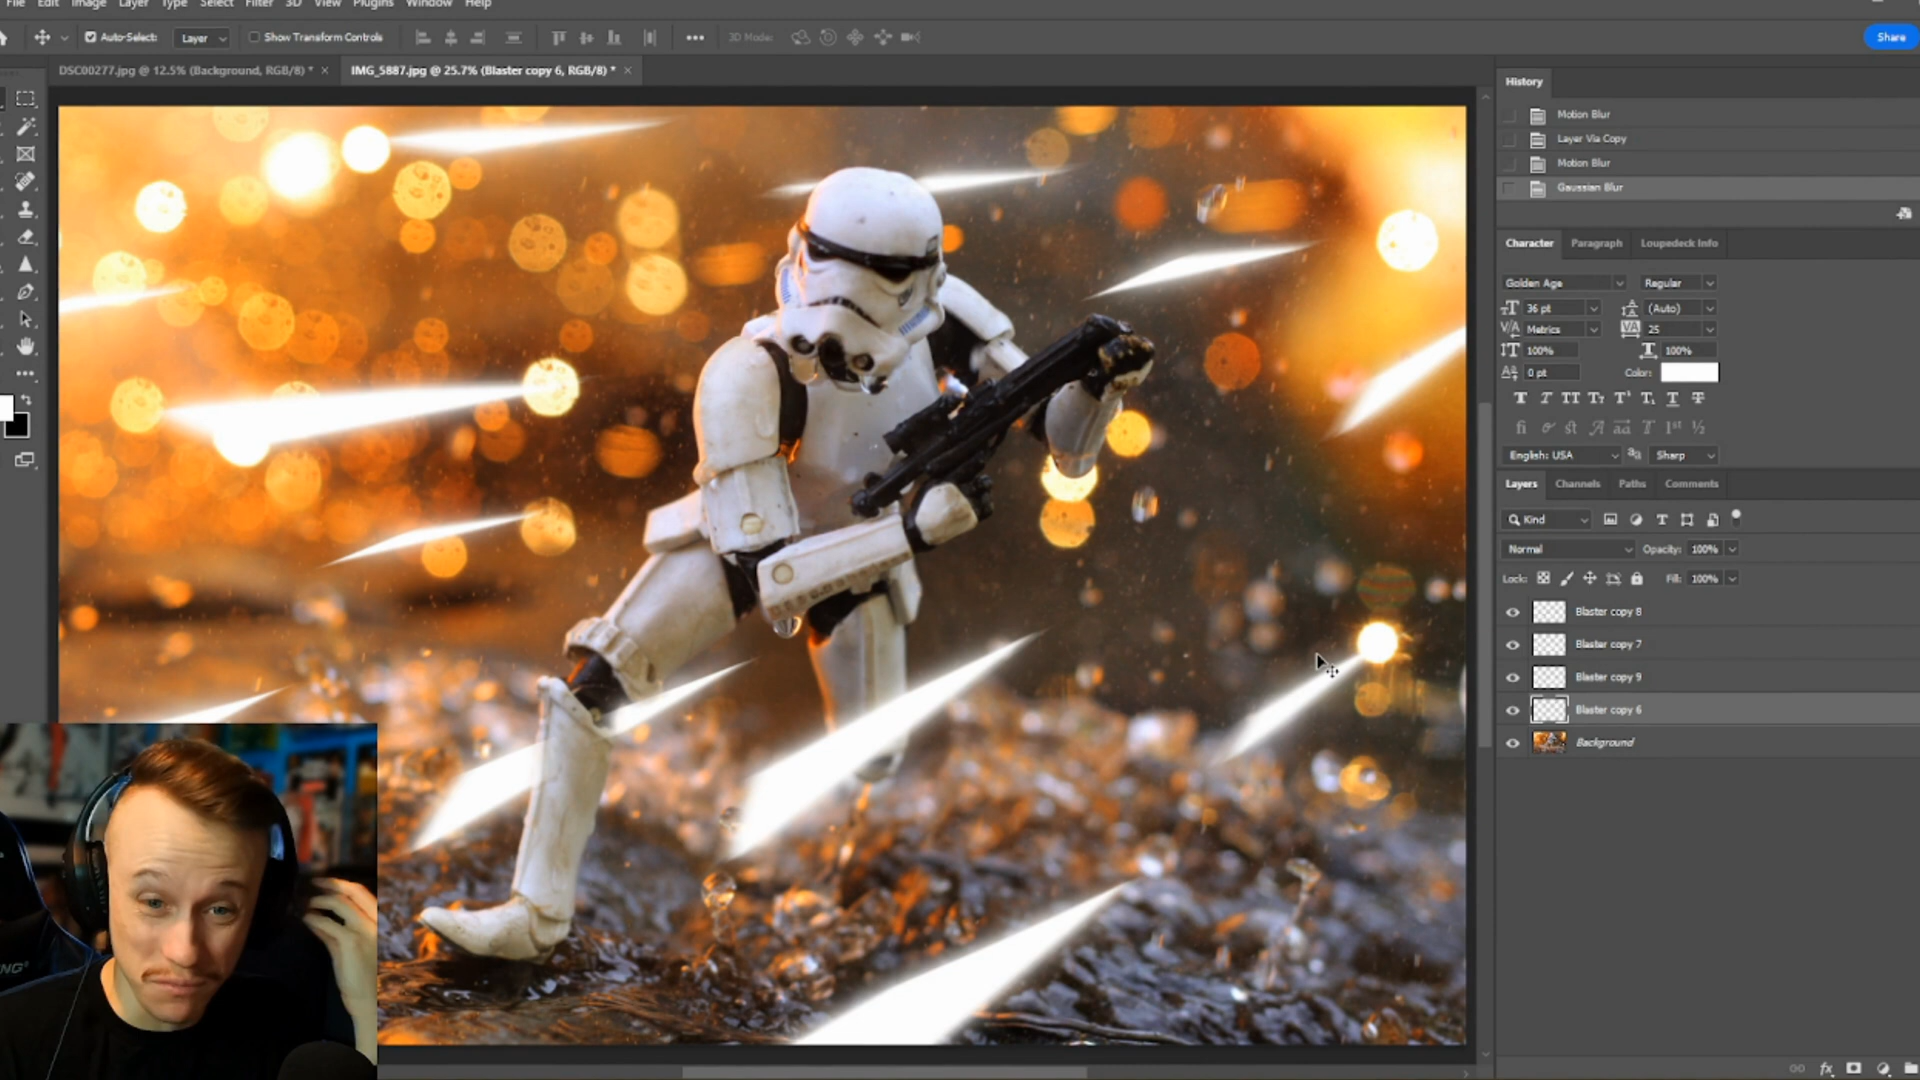 File Edit Image Layer Type Select Filter 3D View Plugins Window Help
Auto-Select: Layer Show Transform Controls 3D Mode: Share
DSC00277.jpg @ 12.5% (Background, RGB/8) * × IMG_5887.jpg @ 25.7% (Blaster copy 6, RGB/8) * ×
History
Motion Blur
Layer Via Copy
Motion Blur
Gaussian Blur
Character Paragraph Loupedeck Info
Golden Age Regular
36 pt (Auto)
Metrics 25
100% 100%
0 pt Color:
English: USA Sharp
Layers Channels Paths Comments
Kind
Normal Opacity: 100%
Lock: Fill: 100%
Blaster copy 8
Blaster copy 7
Blaster copy 9
Blaster copy 6
Background